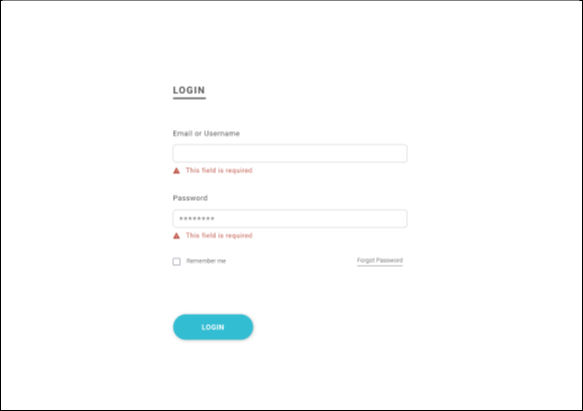 LOGIN
Email or Username
This field is required
Password
********
This field is required
Remember me
Forgot Password
LOGIN